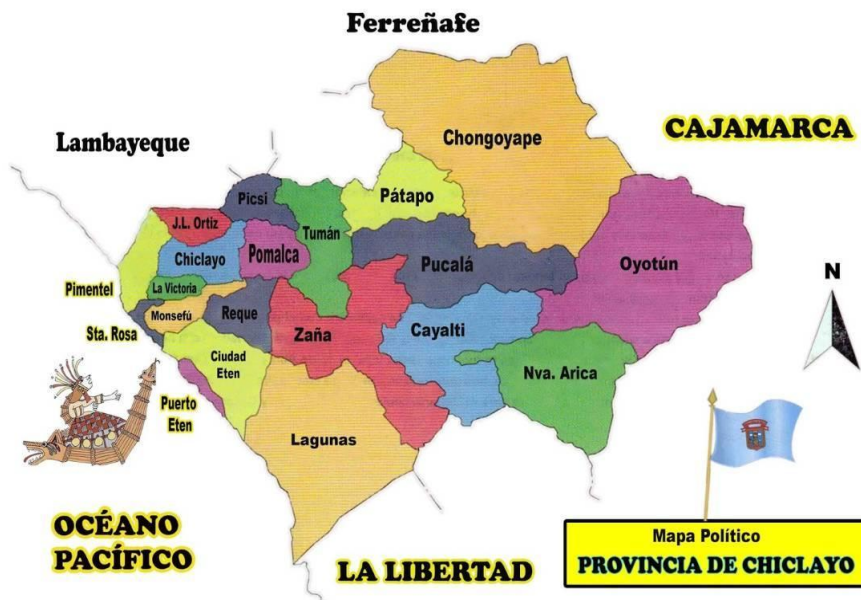 Ferreñafe
Lambayeque
CAJAMARCA
Chongoyape
Picsi
Pátapo
J.L. Ortiz
Tumán
Chiclayo
Pomalca
Pucalá
Oyotún
Pimentel
La Victoria
N
Monsefú
Reque
Sta. Rosa
Zaña
Cayalti
Ciudad
Eten
Nva. Arica
Puerto
Eten
Lagunas
OCÉANO
PACÍFICO
LA LIBERTAD
Mapa Político
PROVINCIA DE CHICLAYO